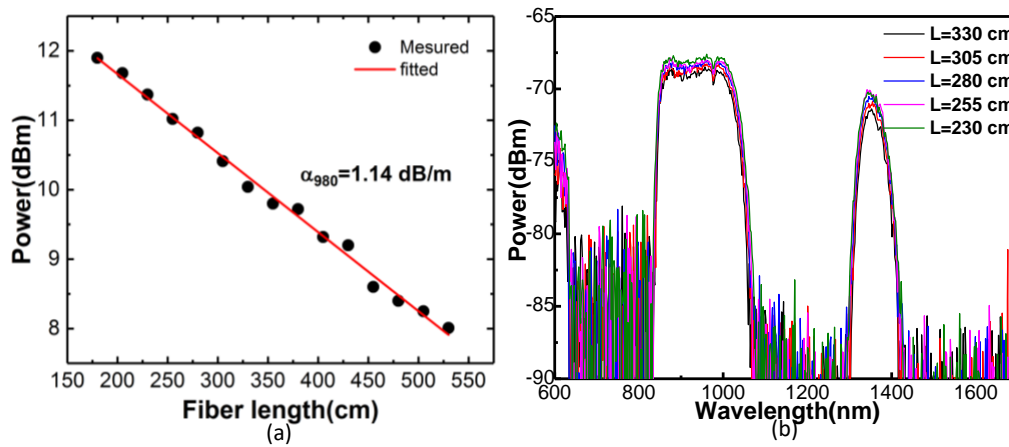 (a)
12
11
10
9
8
Power(dBm)
Mesured
fitted
α980=1.14 dB/m
150 200 250 300 350 400 450 500 550
Fiber length(cm)
(a)
(b)
-65
-70
-75
-80
-85
-90
Power(dBm)
L=330 cm
L=305 cm
L=280 cm
L=255 cm
L=230 cm
600 800 1000 1200 1400 1600
Wavelength(nm)
(b)